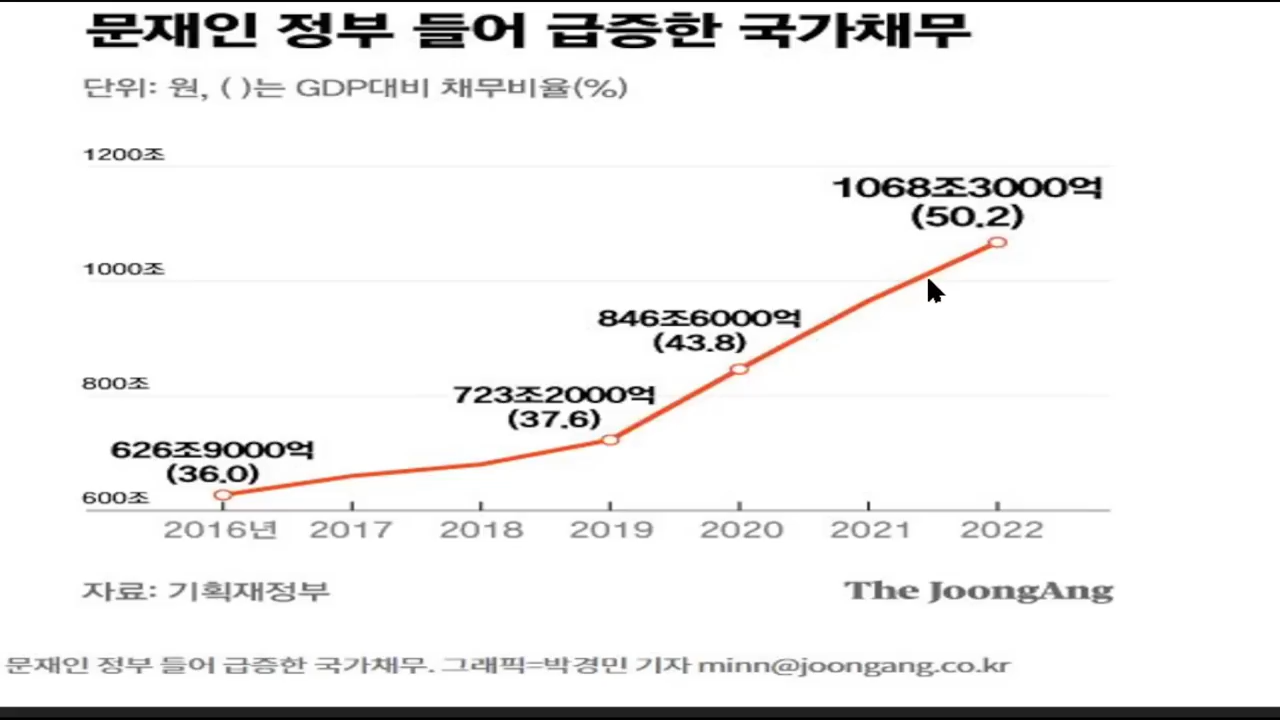 문재인 정부 들어 급증한 국가채무
단위: 원, ( )는 GDP대비 채무비율(%)
1200조
1068조3000억
(50.2)
1000조
846조6000억
(43.8)
800조
723조2000억
(37.6)
626조9000억
(36.0)
600조
2016년 2017 2018 2019 2020 2021 2022
자료: 기획재정부 The JoongAng
문재인 정부 들어 급증한 국가채무. 그래픽=박경민 기자 minn@joongang.co.kr